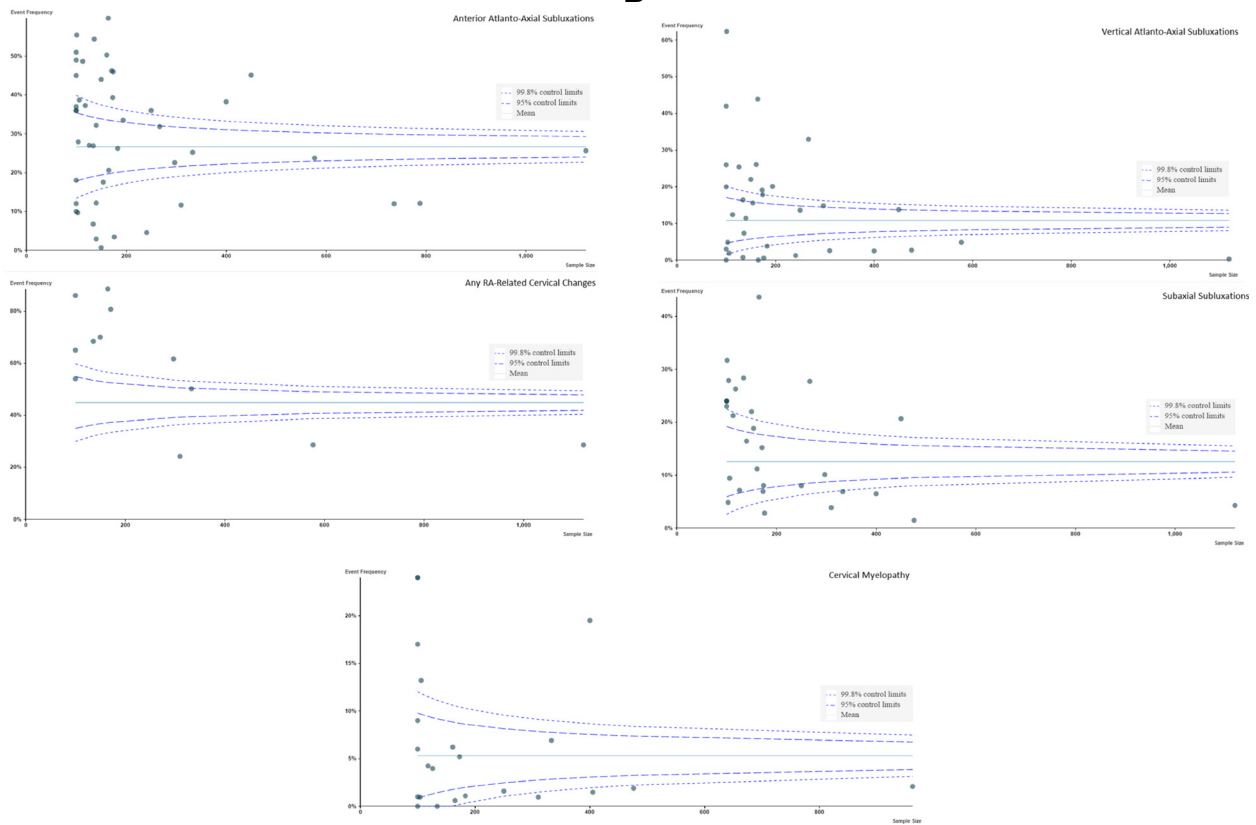 Event Frequency
Anterior Atlanto-Axial Subluxations
50%
40%
30%
20%
10%
0%
0
200
400
600
800
1,000
Sample Size
99.8% control limits
95% control limits
Mean
Event Frequency
Vertical Atlanto-Axial Subluxations
60%
50%
40%
30%
20%
10%
0%
0
200
400
600
800
1,000
Sample Size
99.8% control limits
95% control limits
Mean
Event Frequency
Any RA-Related Cervical Changes
80%
60%
40%
20%
0%
0
200
400
600
800
1,000
Sample Size
99.8% control limits
95% control limits
Mean
Event Frequency
Subaxial Subluxations
40%
30%
20%
10%
0%
0
200
400
600
800
1,000
Sample Size
99.8% control limits
95% control limits
Mean
Event Frequency
Cervical Myelopathy
20%
15%
10%
5%
0%
0
200
400
600
800
Sample Size
99.8% control limits
95% control limits
Mean